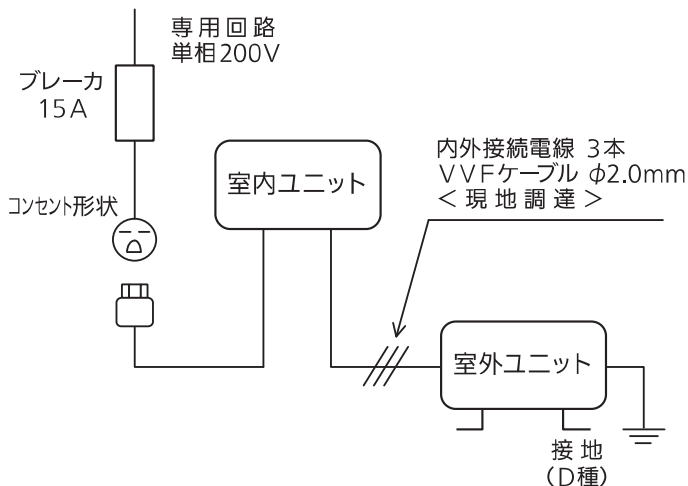 専用回路
単相200V
ブレーカ
15A
コンセント形状
室内ユニット
内外接続電線 3本
VVFケーブル φ2.0mm
<現地調達>
室外ユニット
接地
(D種)